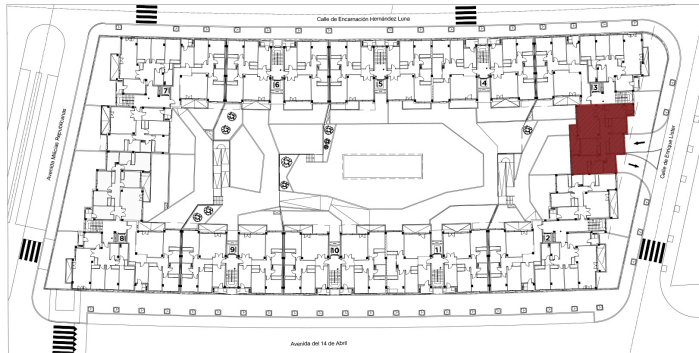 Calle de Encarnación Hernández Luna
Avenida Milicias Republicanas
7
6
5
4
3
Calle de Enrique Líster
8
9
10
1
2
Avenida del 14 de Abril